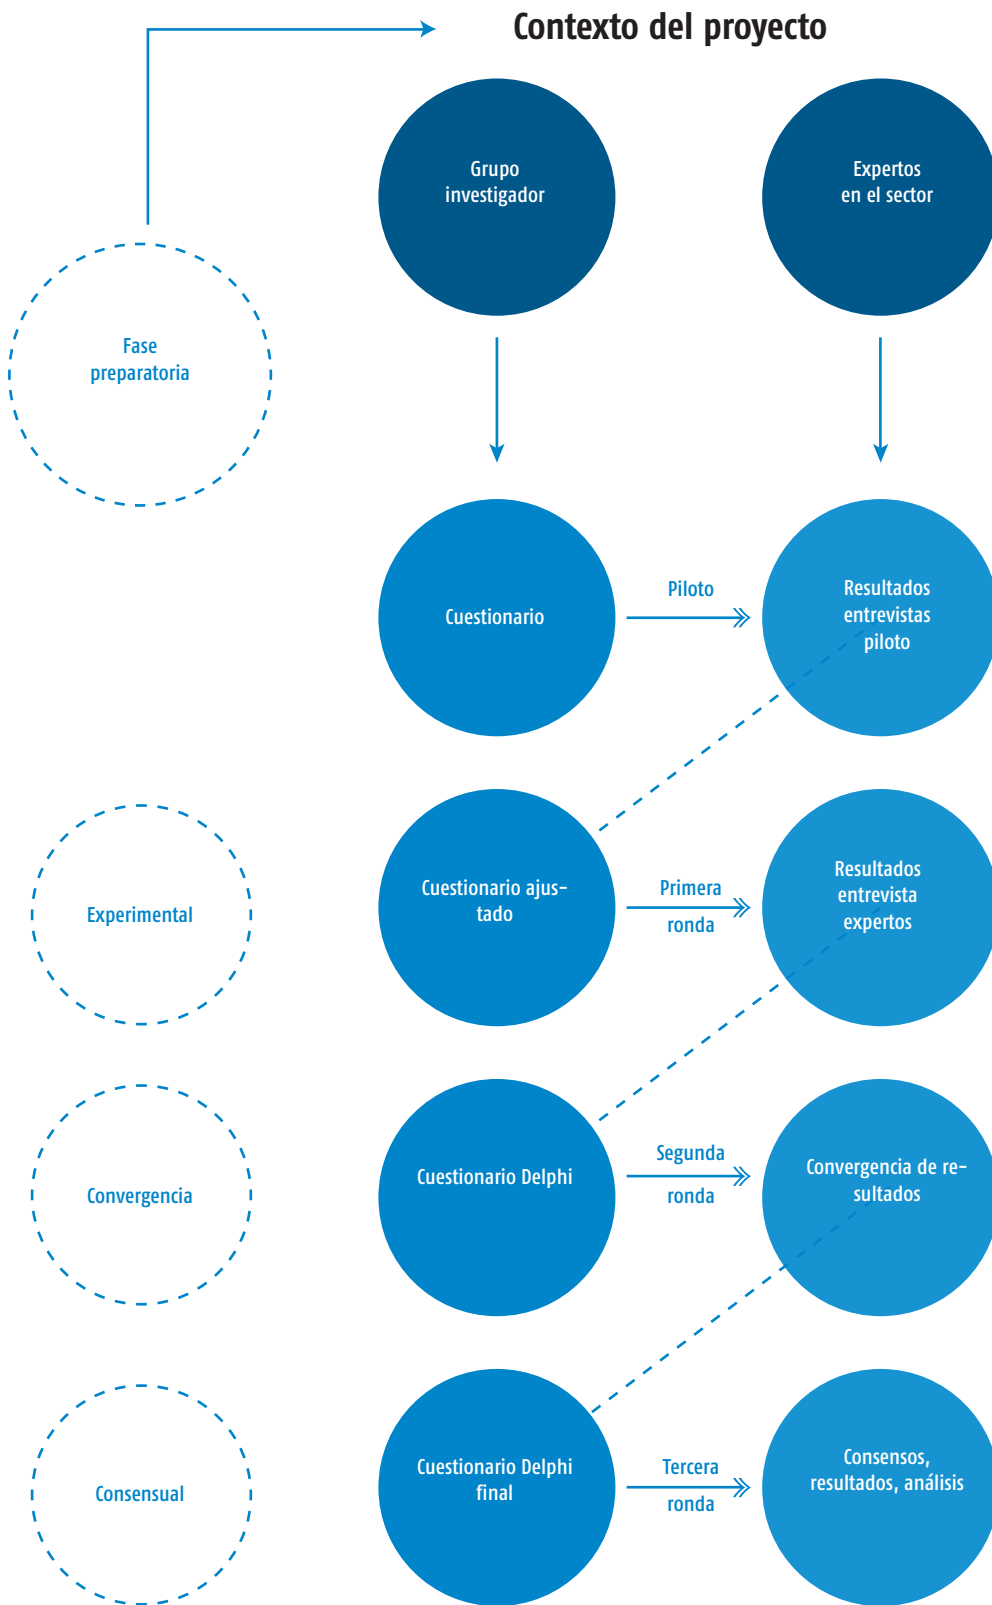 Contexto del proyecto
Grupo
investigador
Expertos
en el sector
Fase
preparatoria
Cuestionario
Piloto
Resultados
entrevistas
piloto
Experimental
Cuestionario ajus-
tado
Primera
ronda
Resultados
entrevista
expertos
Convergencia
Cuestionario Delphi
Segunda
ronda
Convergencia de re-
sultados
Consensual
Cuestionario Delphi
final
Tercera
ronda
Consensos,
resultados, análisis